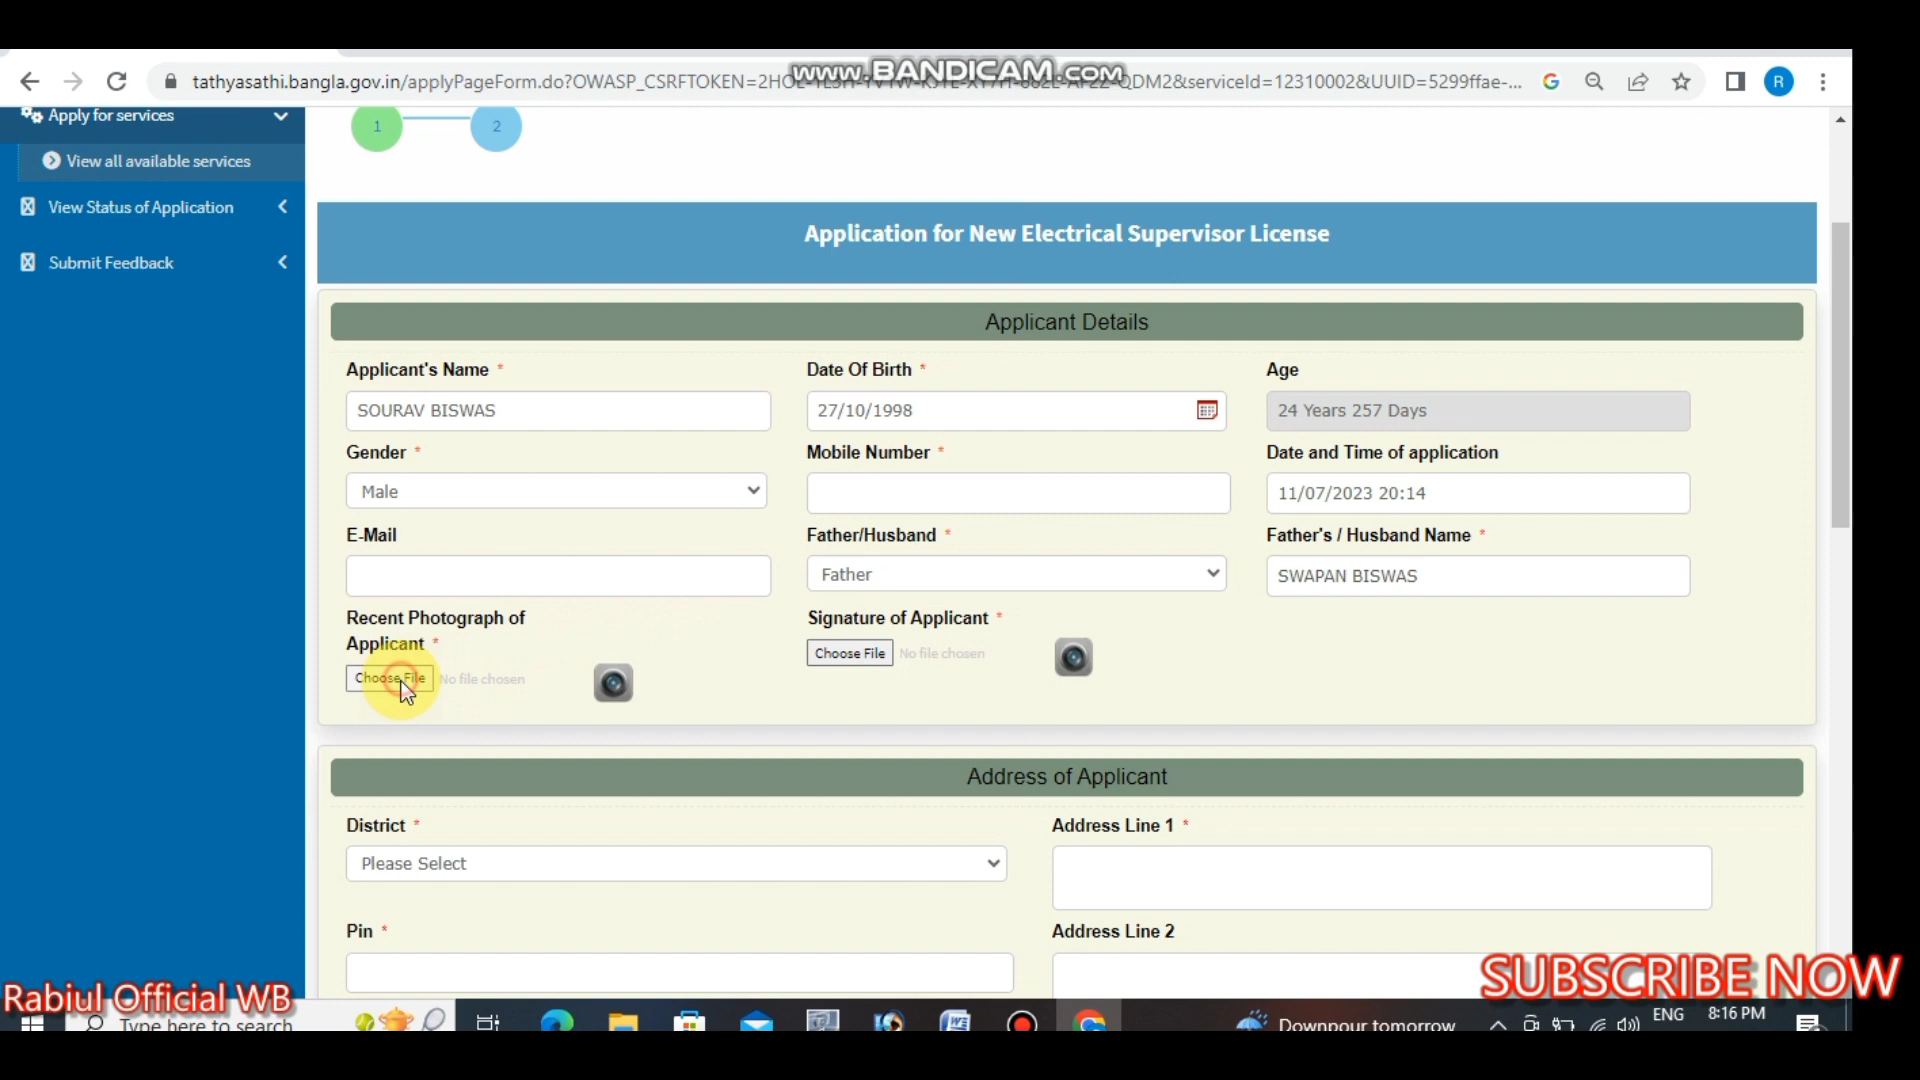 www.BANDICAM.com
tathyasathi.bangla.gov.in/applyPageForm.do?OWASP_CSRFTOKEN=2HOL- QDM2&serviceId=12310002&UUID=5299ffae-...
G
R
Apply for services
View all available services
View Status of Application
Submit Feedback
1
2
Application for New Electrical Supervisor License
Applicant Details
Applicant's Name *
Date Of Birth *
Age
SOURAV BISWAS
27/10/1998
24 Years 257 Days
Gender *
Mobile Number *
Date and Time of application
Male
11/07/2023 20:14
E-Mail
Father/Husband *
Father's / Husband Name *
Father
SWAPAN BISWAS
Recent Photograph of
Applicant *
Signature of Applicant *
Choose File No file chosen
Choose File No file chosen
Address of Applicant
District *
Address Line 1 *
Please Select
Pin *
Address Line 2
SUBSCRIBE NOW
Rabiul Official WB
Type here to search
Downpour tomorrow
ENG
8:16 PM